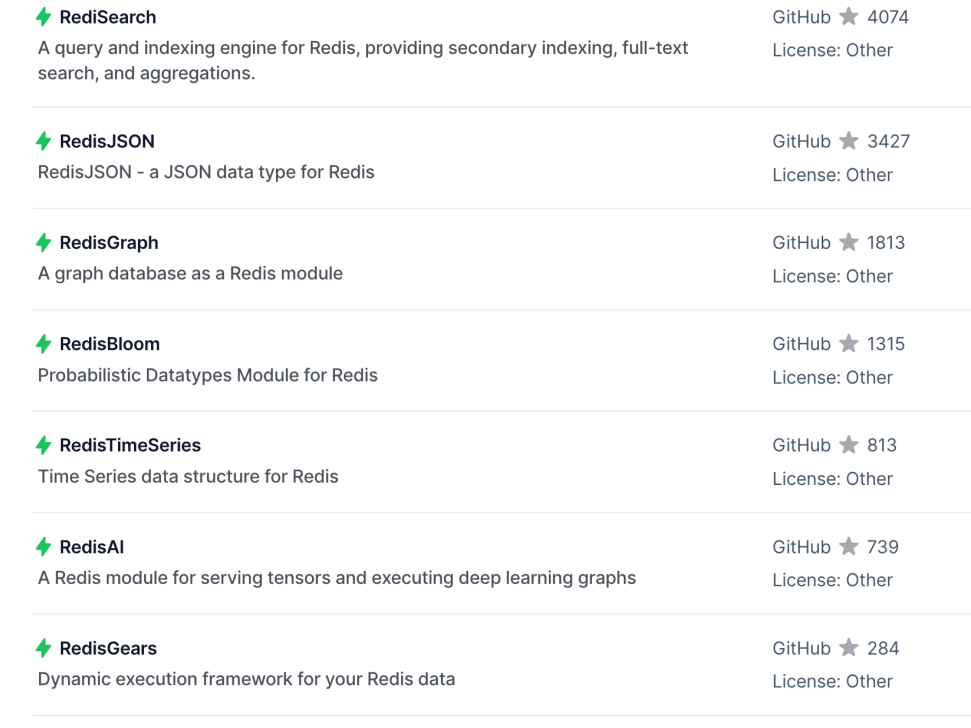 RediSearch
GitHub ★ 4074
A query and indexing engine for Redis, providing secondary indexing, full-text
search, and aggregations.
License: Other
RedisJSON
GitHub ★ 3427
RedisJSON - a JSON data type for Redis
License: Other
RedisGraph
GitHub ★ 1813
A graph database as a Redis module
License: Other
RedisBloom
GitHub ★ 1315
Probabilistic Datatypes Module for Redis
License: Other
RedisTimeSeries
GitHub ★ 813
Time Series data structure for Redis
License: Other
RedisAI
GitHub ★ 739
A Redis module for serving tensors and executing deep learning graphs
License: Other
RedisGears
GitHub ★ 284
Dynamic execution framework for your Redis data
License: Other